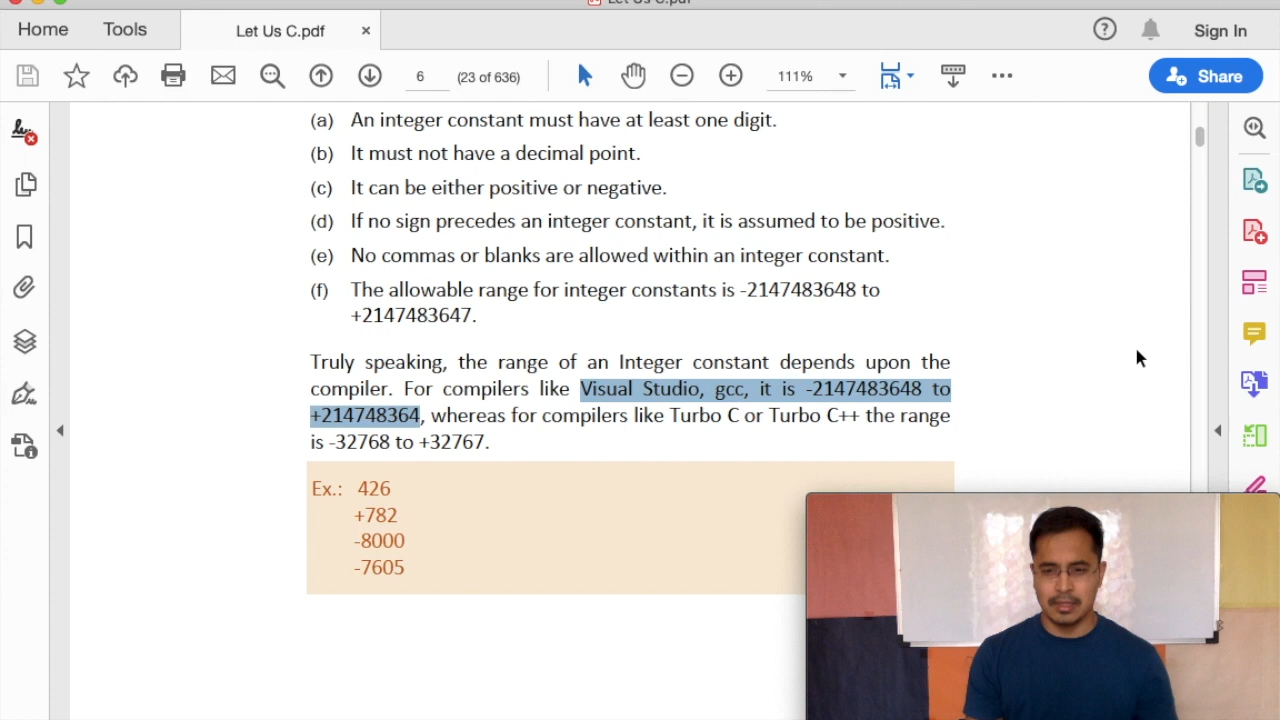 Let Us C.pdf
Home Tools Let Us C.pdf × ? Sign In
6 (23 of 636) 111% Share
(a) An integer constant must have at least one digit.
(b) It must not have a decimal point.
(c) It can be either positive or negative.
(d) If no sign precedes an integer constant, it is assumed to be positive.
(e) No commas or blanks are allowed within an integer constant.
(f) The allowable range for integer constants is -2147483648 to
+2147483647.
Truly speaking, the range of an Integer constant depends upon the
compiler. For compilers like Visual Studio, gcc, it is -2147483648 to
+214748364, whereas for compilers like Turbo C or Turbo C++ the range
is -32768 to +32767.
Ex.: 426
+782
-8000
-7605